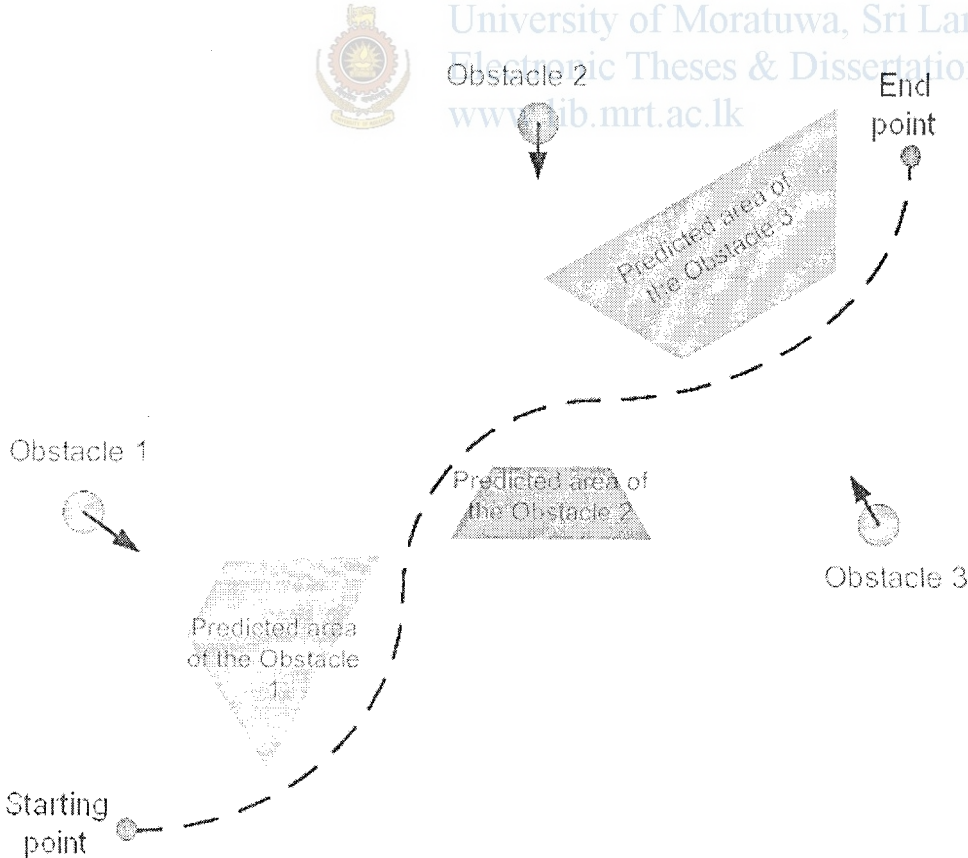 University of Moratuwa, Sri Lan
Electronic Theses & Dissertation
www.lib.mrt.ac.lk
Obstacle 2
End
point
Predicted area of
the Obstacle 3
Obstacle 1
Predicted area of
the Obstacle 2
Obstacle 3
Predicted area
of the Obstacle
1
Starting
point